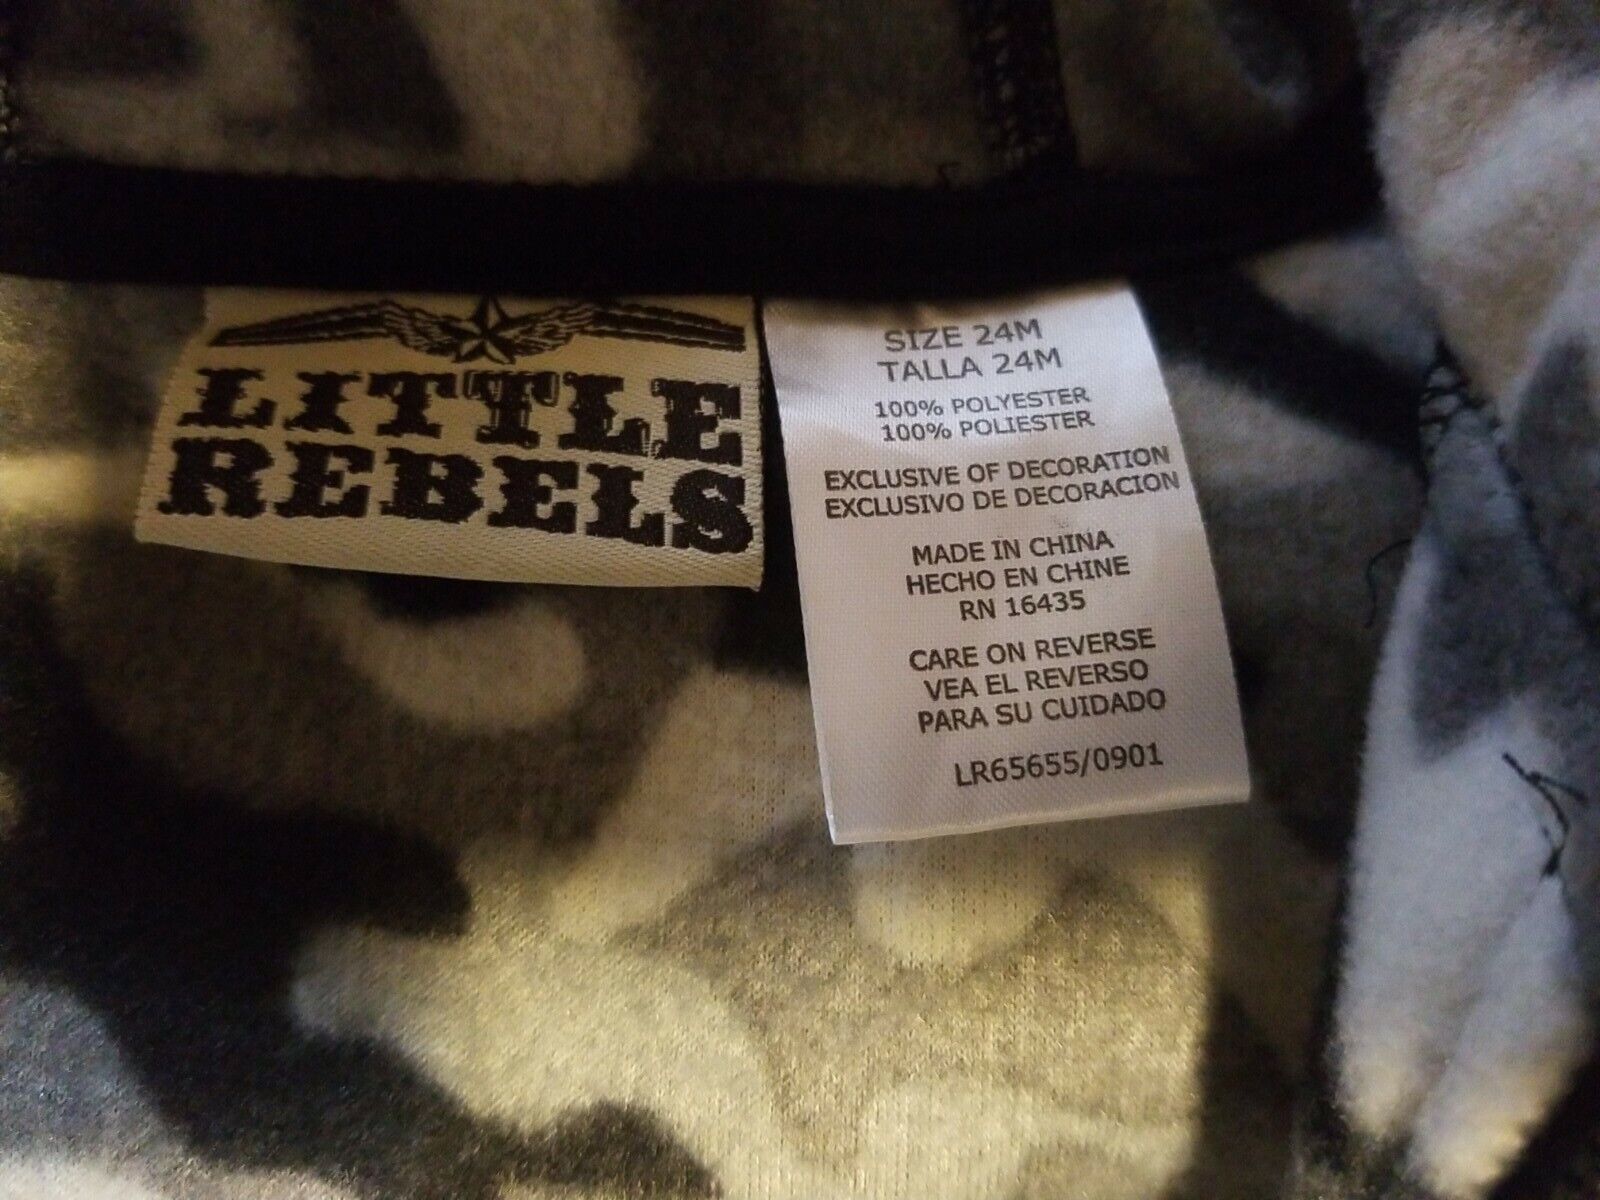 LITTLE
REBELS
SIZE 24M
TALLA 24M
100% POLYESTER
100% POLIESTER
EXCLUSIVE OF DECORATION
EXCLUSIVO DE DECORACION
MADE IN CHINA
HECHO EN CHINE
RN 16435
CARE ON REVERSE
VEA EL REVERSO
PARA SU CUIDADO
LR65655/0901